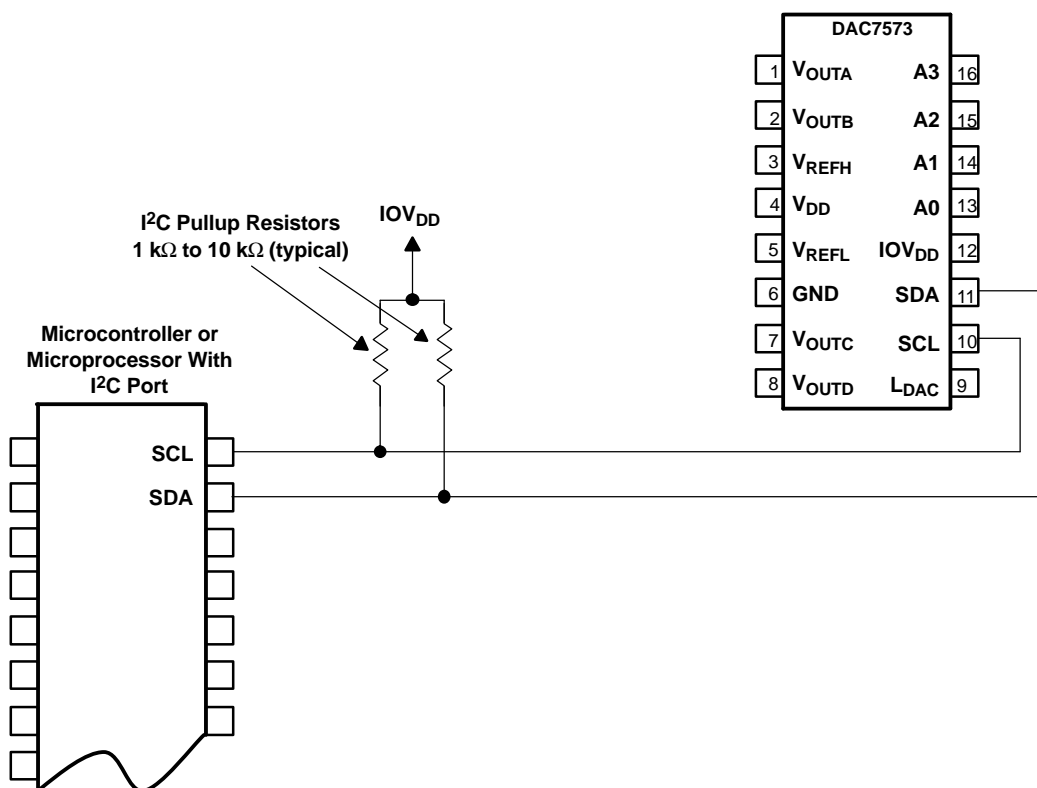 DAC7573
1 VOUTA A3 16
2 VOUTB A2 15
3 VREFH A1 14
4 VDD A0 13
5 VREFL IOVDD 12
6 GND SDA 11
7 VOUTC SCL 10
8 VOUTD LDAC 9
I2C Pullup Resistors
1 kΩ to 10 kΩ (typical)
IOVDD
Microcontroller or
Microprocessor With
I2C Port
SCL
SDA